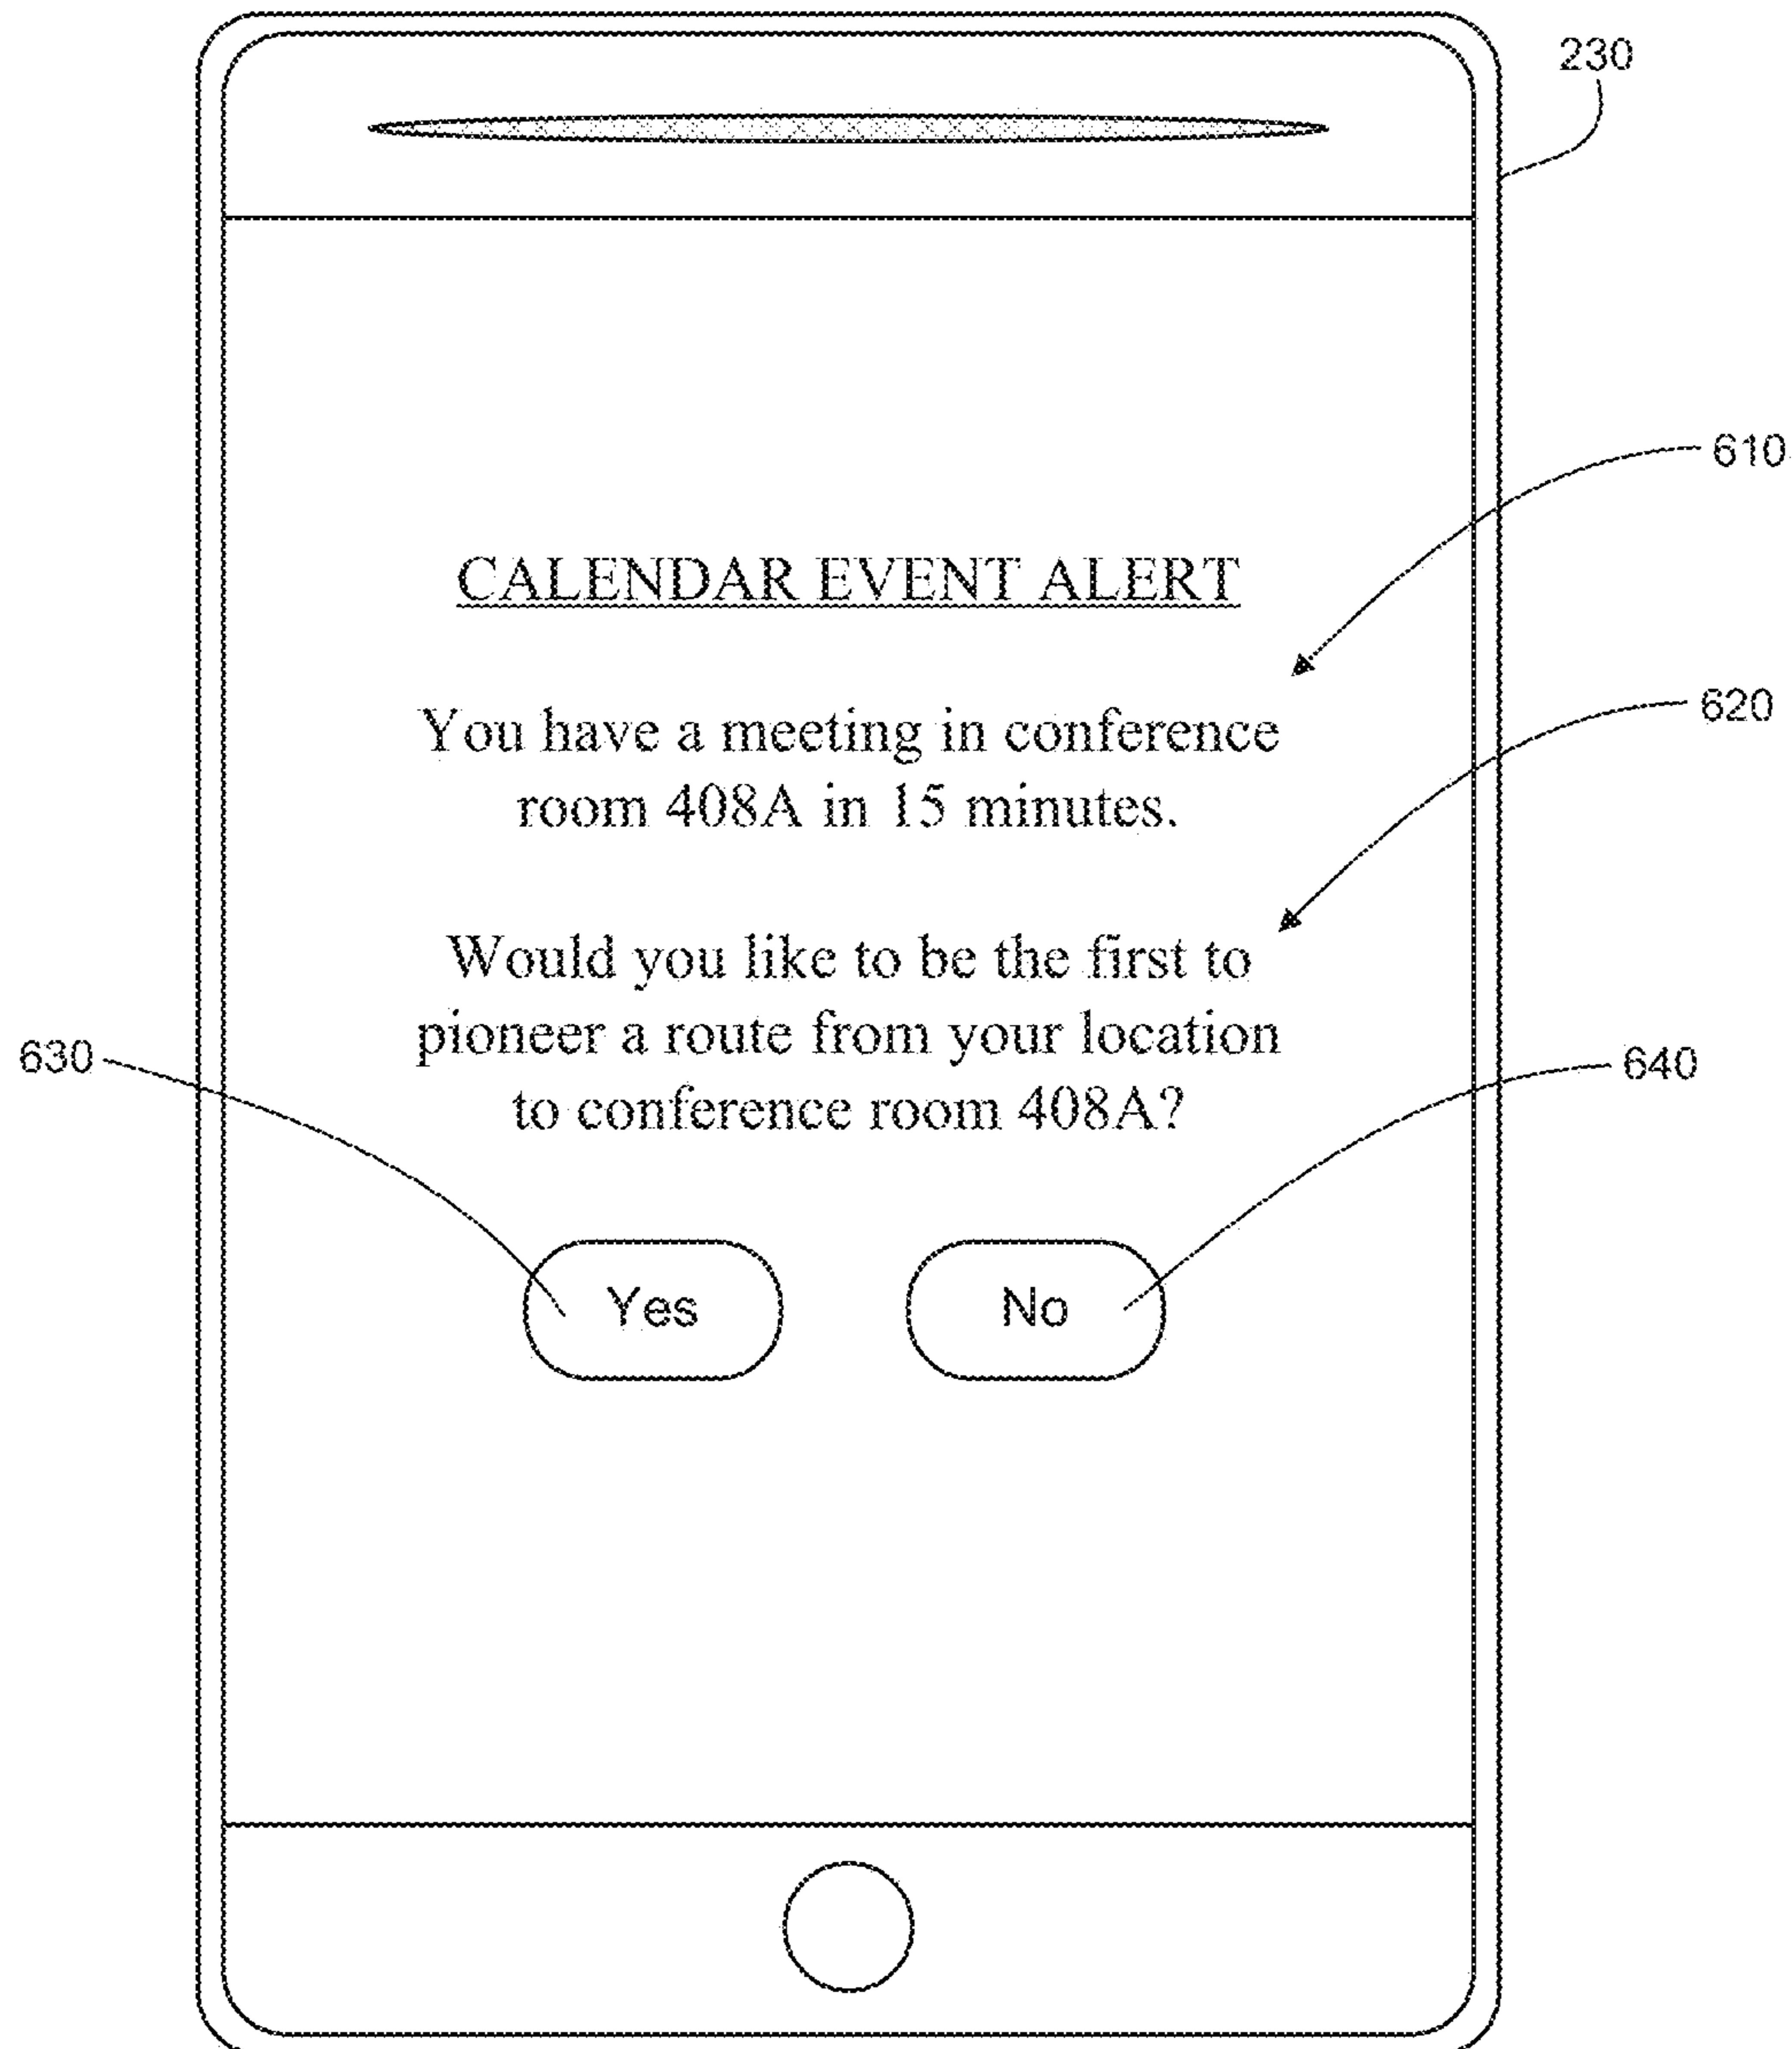 230
610
CALENDAR EVENT ALERT
620
You have a meeting in conference
room 408A in 15 minutes.
Would you like to be the first to
pioneer a route from your location
630
640
to conference room 408A?
Yes
No